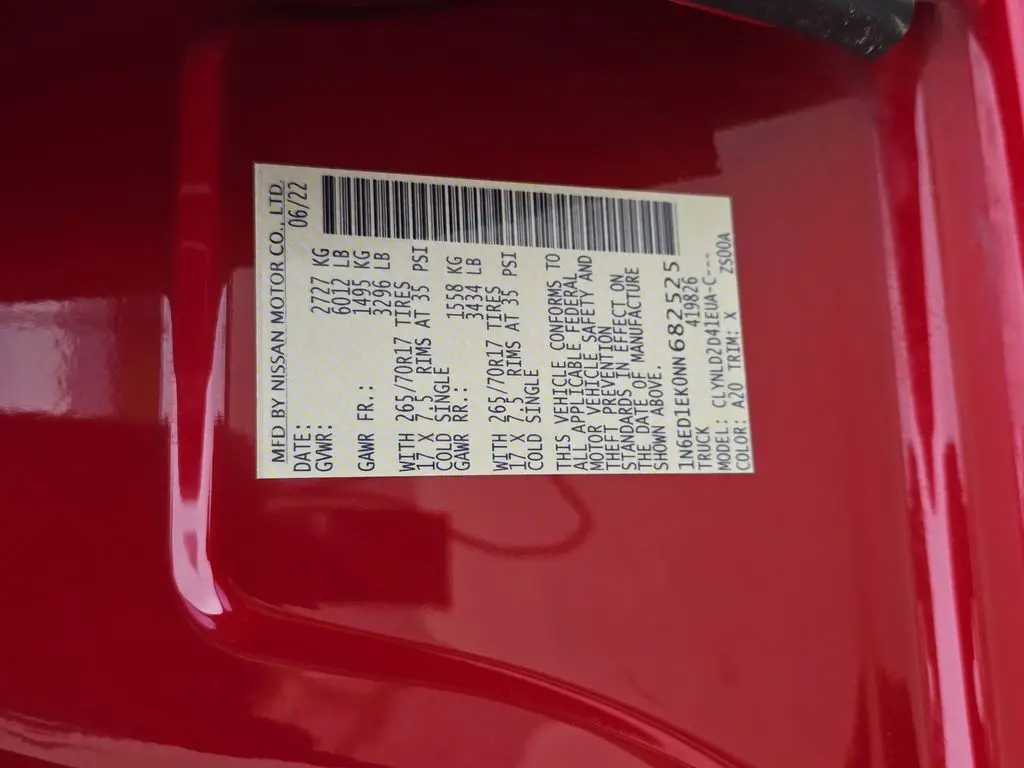 MFD BY NISSAN MOTOR CO., LTD.
DATE: 06/22
GVWR: 2727 KG
6012 LB
GAWR FR.: 1495 KG
3296 LB
WITH 265/70R17 TIRES
17 X 7.5 RIMS AT 35 PSI
COLD SINGLE
GAWR RR.: 1558 KG
3434 LB
WITH 265/70R17 TIRES
17 X 7.5 RIMS AT 35 PSI
COLD SINGLE
THIS VEHICLE CONFORMS TO
ALL APPLICABLE FEDERAL
MOTOR VEHICLE SAFETY AND
THEFT PREVENTION
STANDARDS IN EFFECT ON
THE DATE OF MANUFACTURE
SHOWN ABOVE.
1N6ED1EK0NN682525
TRUCK 419826
MODEL: CLYNLD2D41EUA-C---
COLOR: A20 TRIM: X ZS00A